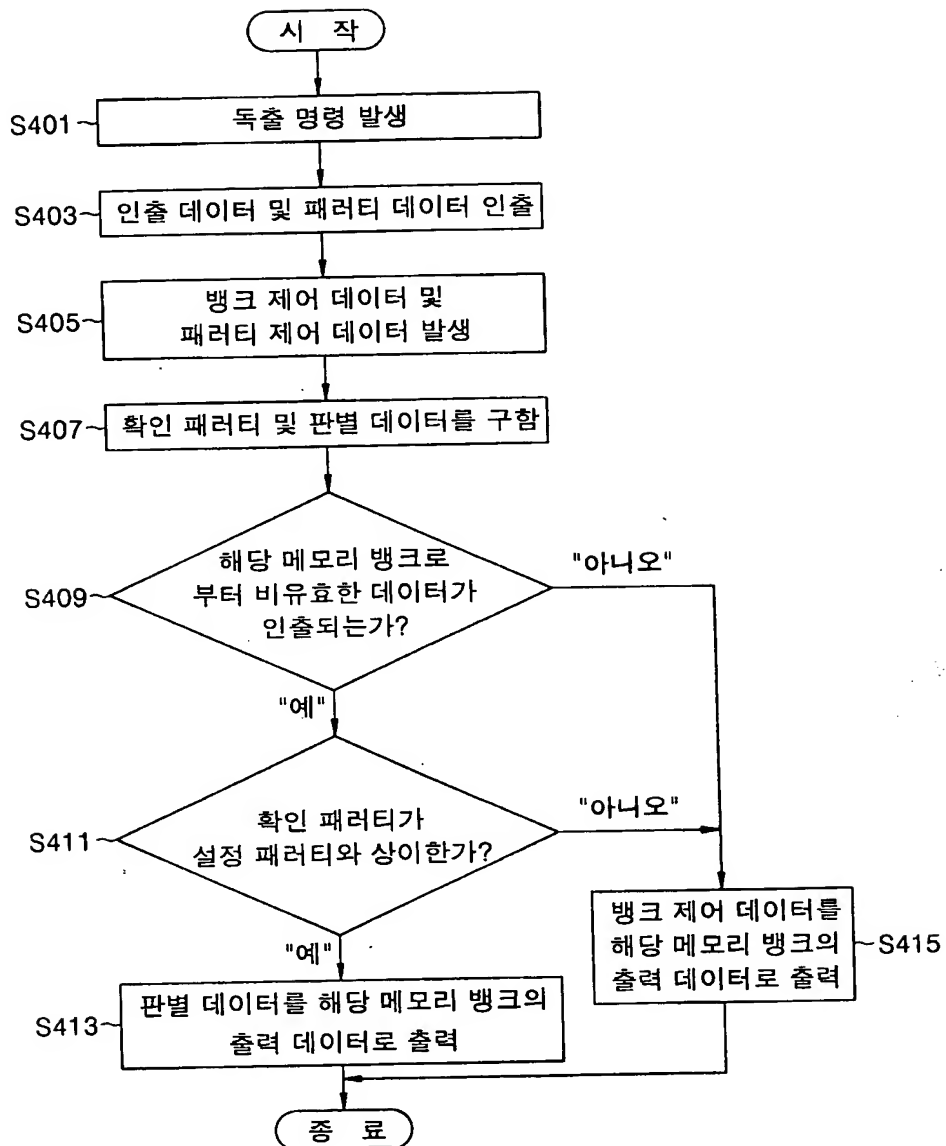 시 작
S401
독출 명령 발생
S403
인출 데이터 및 패러티 데이터 인출
S405
뱅크 제어 데이터 및
패러티 제어 데이터 발생
S407
확인 패러티 및 판별 데이터를 구함
S409
해당 메모리 뱅크로
부터 비유효한 데이터가
인출되는가?
"아니오"
"예"
S411
확인 패러티가
설정 패러티와 상이한가?
"아니오"
"예"
뱅크 제어 데이터를
해당 메모리 뱅크의
출력 데이터로 출력
S415
S413
판별 데이터를 해당 메모리 뱅크의
출력 데이터로 출력
종 료